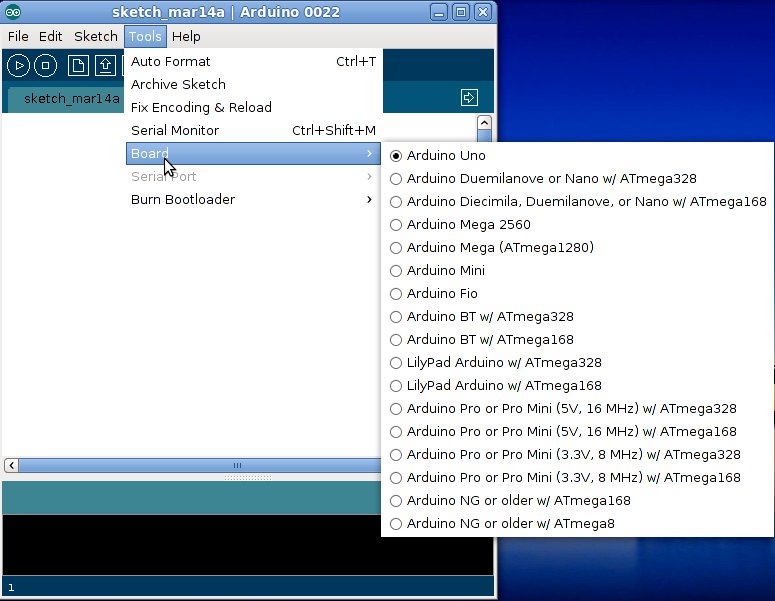 sketch_mar14a | Arduino 0022
File Edit Sketch Tools Help
sketch_mar14a
Auto Format Ctrl+T
Archive Sketch
Fix Encoding & Reload
Serial Monitor Ctrl+Shift+M
Board
Serial Port
Burn Bootloader
Arduino Uno
Arduino Duemilanove or Nano w/ ATmega328
Arduino Diecimila, Duemilanove, or Nano w/ ATmega168
Arduino Mega 2560
Arduino Mega (ATmega1280)
Arduino Mini
Arduino Fio
Arduino BT w/ ATmega328
Arduino BT w/ ATmega168
LilyPad Arduino w/ ATmega328
LilyPad Arduino w/ ATmega168
Arduino Pro or Pro Mini (5V, 16 MHz) w/ ATmega328
Arduino Pro or Pro Mini (5V, 16 MHz) w/ ATmega168
Arduino Pro or Pro Mini (3.3V, 8 MHz) w/ ATmega328
Arduino Pro or Pro Mini (3.3V, 8 MHz) w/ ATmega168
Arduino NG or older w/ ATmega168
Arduino NG or older w/ ATmega8
1